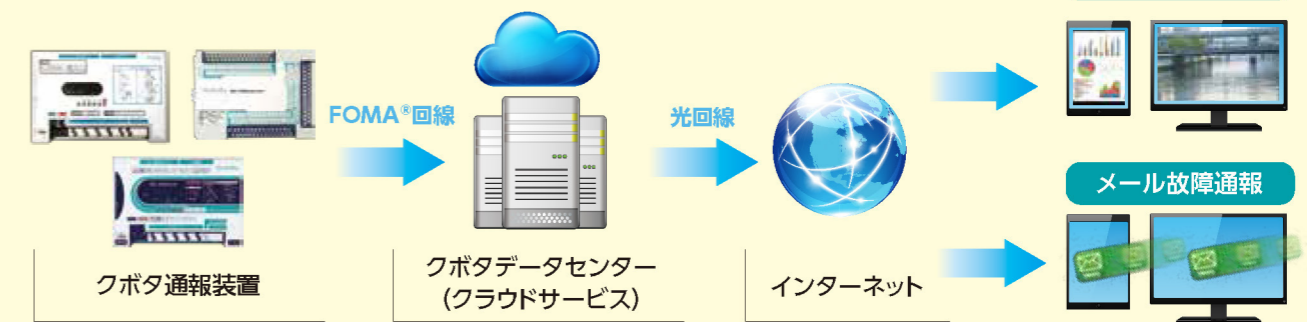 FOMA®回線
光回線
メール故障通報
クボタ通報装置
クボタデータセンター
(クラウドサービス)
インターネット